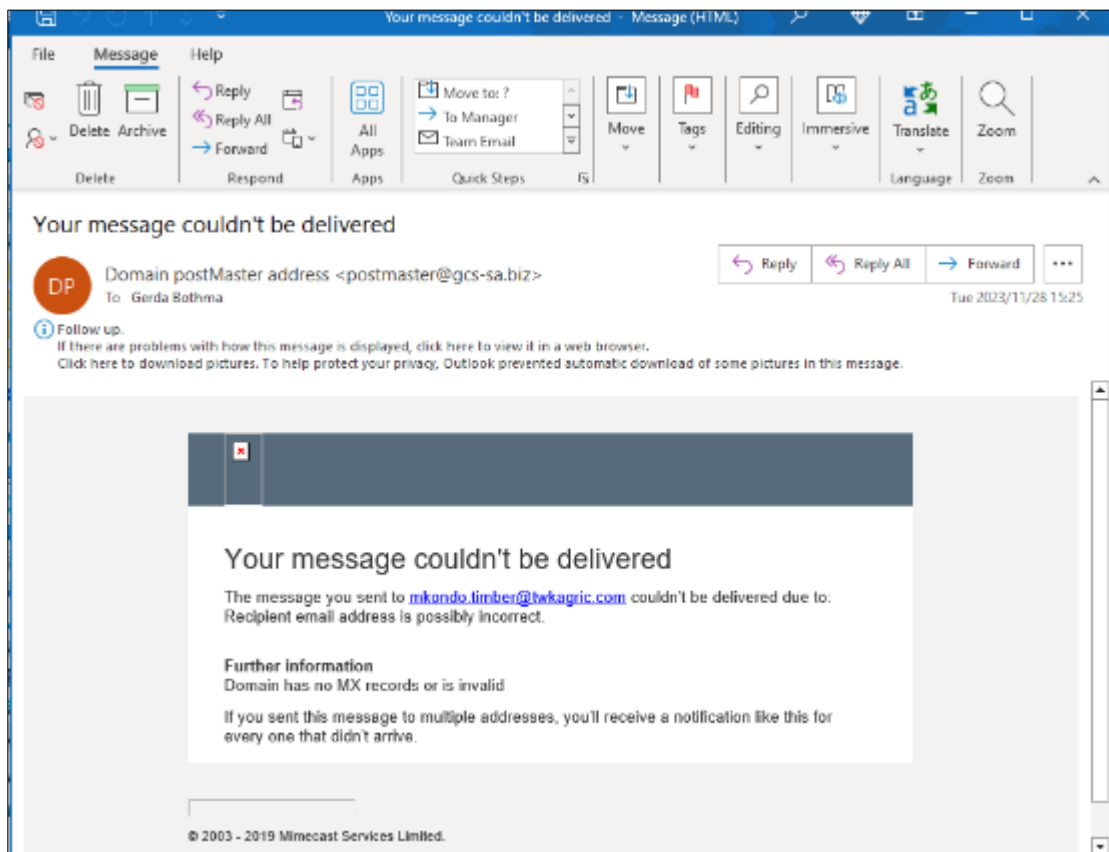 Your message couldn't be delivered - Message (HTML)
File Message Help
Delete Archive
Reply
Reply All
Forward
All Apps
Move to: ?
To Manager
Team Email
Move
Tags
Editing
Immersive
Translate
Zoom
Delete Respond Apps Quick Steps Language Zoom
Your message couldn't be delivered
DP
Domain postMaster address <postmaster@gcs-sa.biz>
To Gerda Bothma
Reply Reply All Forward
Tue 2023/11/28 15:25
Follow up.
If there are problems with how this message is displayed, click here to view it in a web browser.
Click here to download pictures. To help protect your privacy, Outlook prevented automatic download of some pictures in this message.
Your message couldn't be delivered
The message you sent to mkondo.timber@twkagric.com couldn't be delivered due to:
Recipient email address is possibly incorrect.
Further information
Domain has no MX records or is invalid
If you sent this message to multiple addresses, you'll receive a notification like this for
every one that didn't arrive.
© 2003 - 2019 Mimecast Services Limited.